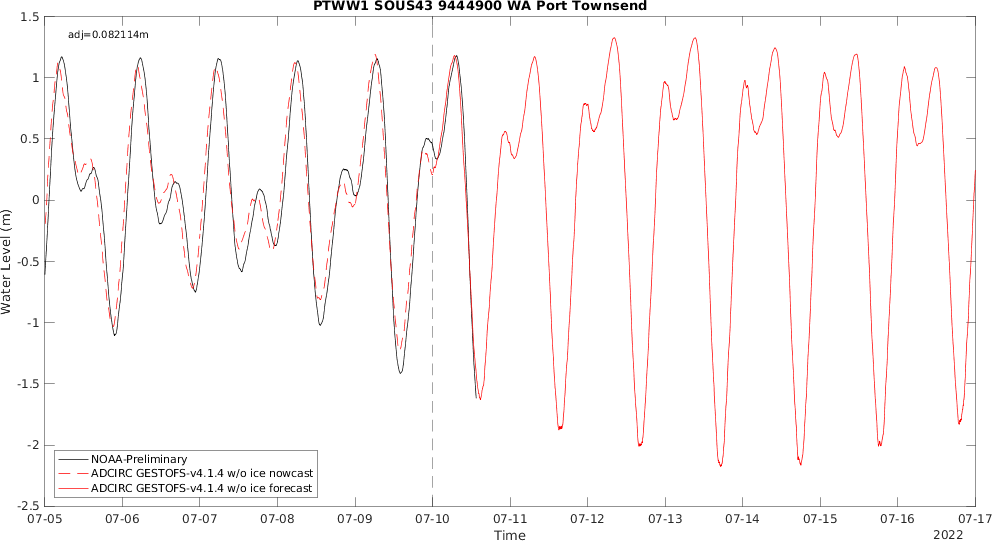 PTWW1 SOUS43 9444900 WA Port Townsend
adj=0.082114m
1.5
1
0.5
0
-0.5
-1
-1.5
-2
-2.5
Water Level (m)
NOAA-Preliminary
ADCIRC GESTOFS-v4.1.4 w/o ice nowcast
ADCIRC GESTOFS-v4.1.4 w/o ice forecast
07-05 07-06 07-07 07-08 07-09 07-10 07-11 07-12 07-13 07-14 07-15 07-16 07-17
Time
2022